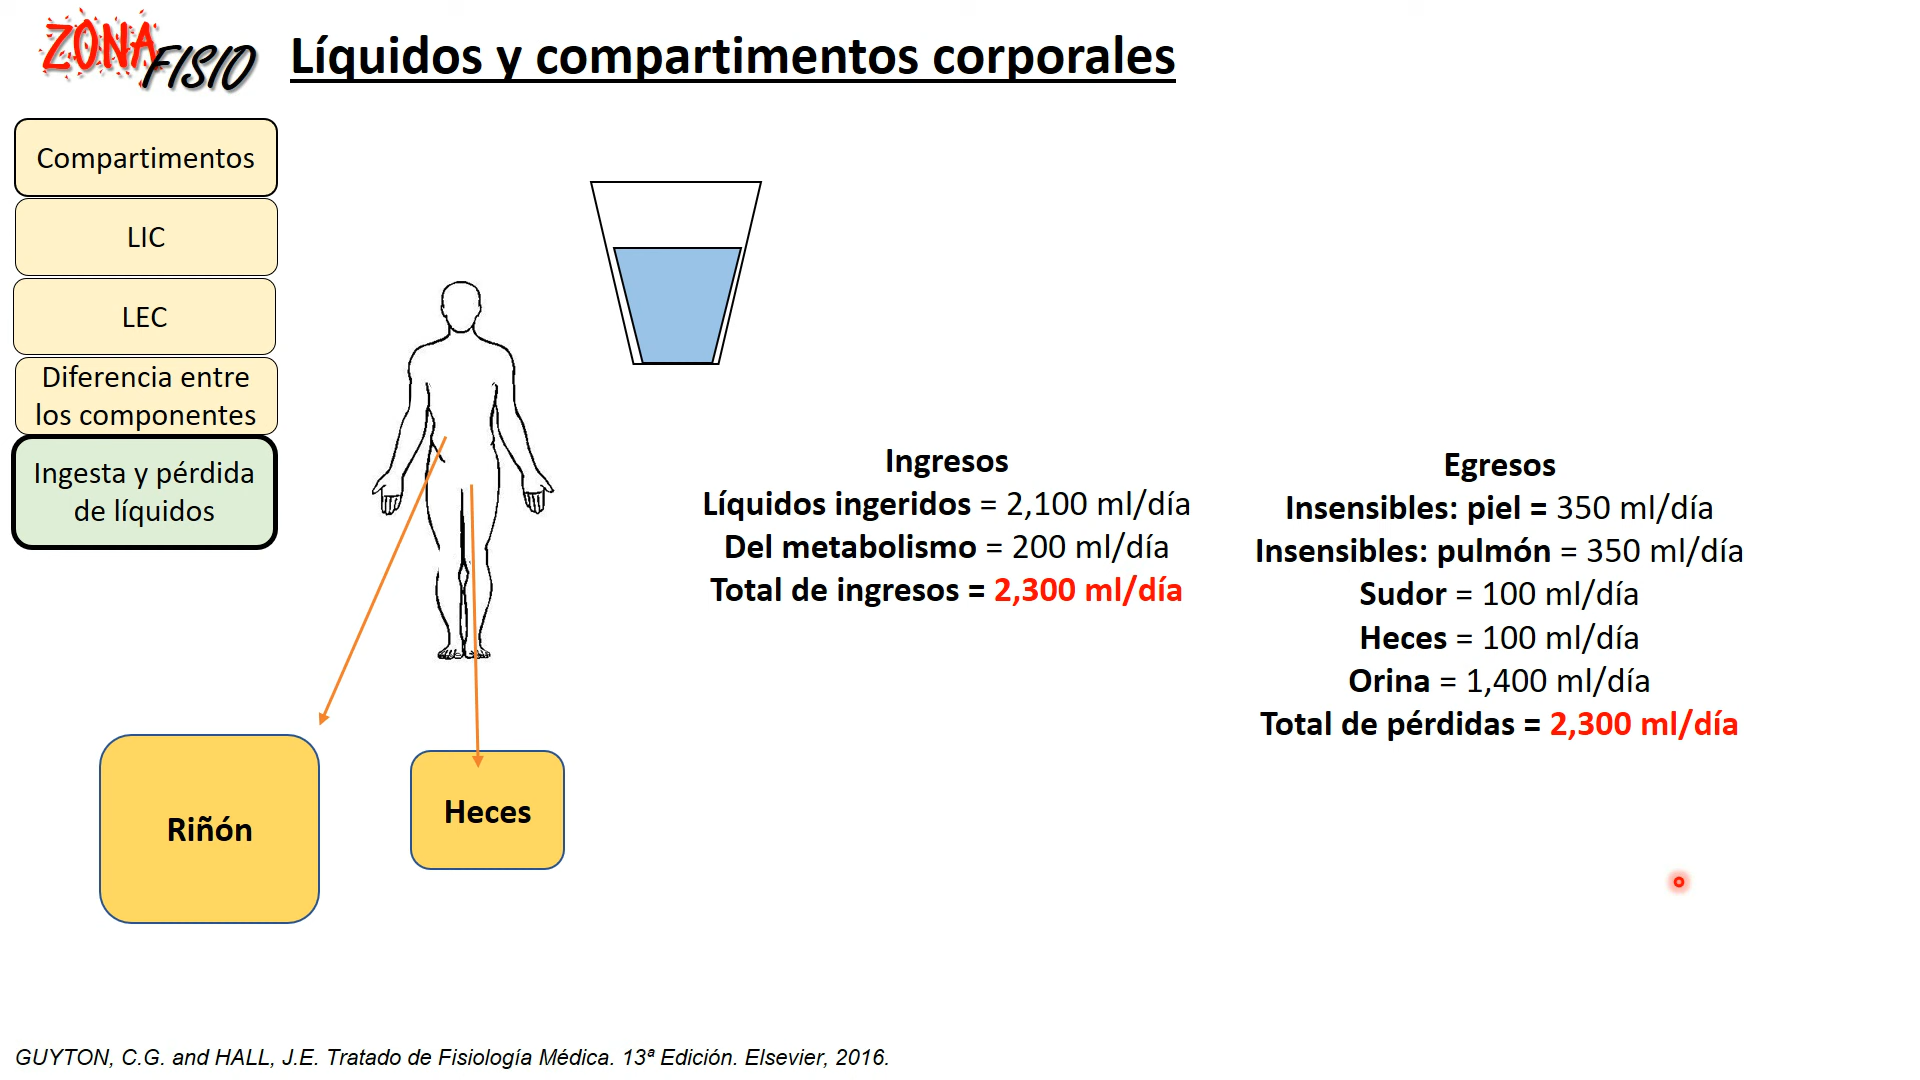 ZONA FISIO
Líquidos y compartimentos corporales
Compartimentos
LIC
LEC
Diferencia entre
los componentes
Ingesta y pérdida
de líquidos
Ingresos
Líquidos ingeridos = 2,100 ml/día
Del metabolismo = 200 ml/día
Total de ingresos = 2,300 ml/día
Egresos
Insensibles: piel = 350 ml/día
Insensibles: pulmón = 350 ml/día
Sudor = 100 ml/día
Heces = 100 ml/día
Orina = 1,400 ml/día
Total de pérdidas = 2,300 ml/día
Riñón
Heces
GUYTON, C.G. and HALL, J.E. Tratado de Fisiología Médica. 13ª Edición. Elsevier, 2016.